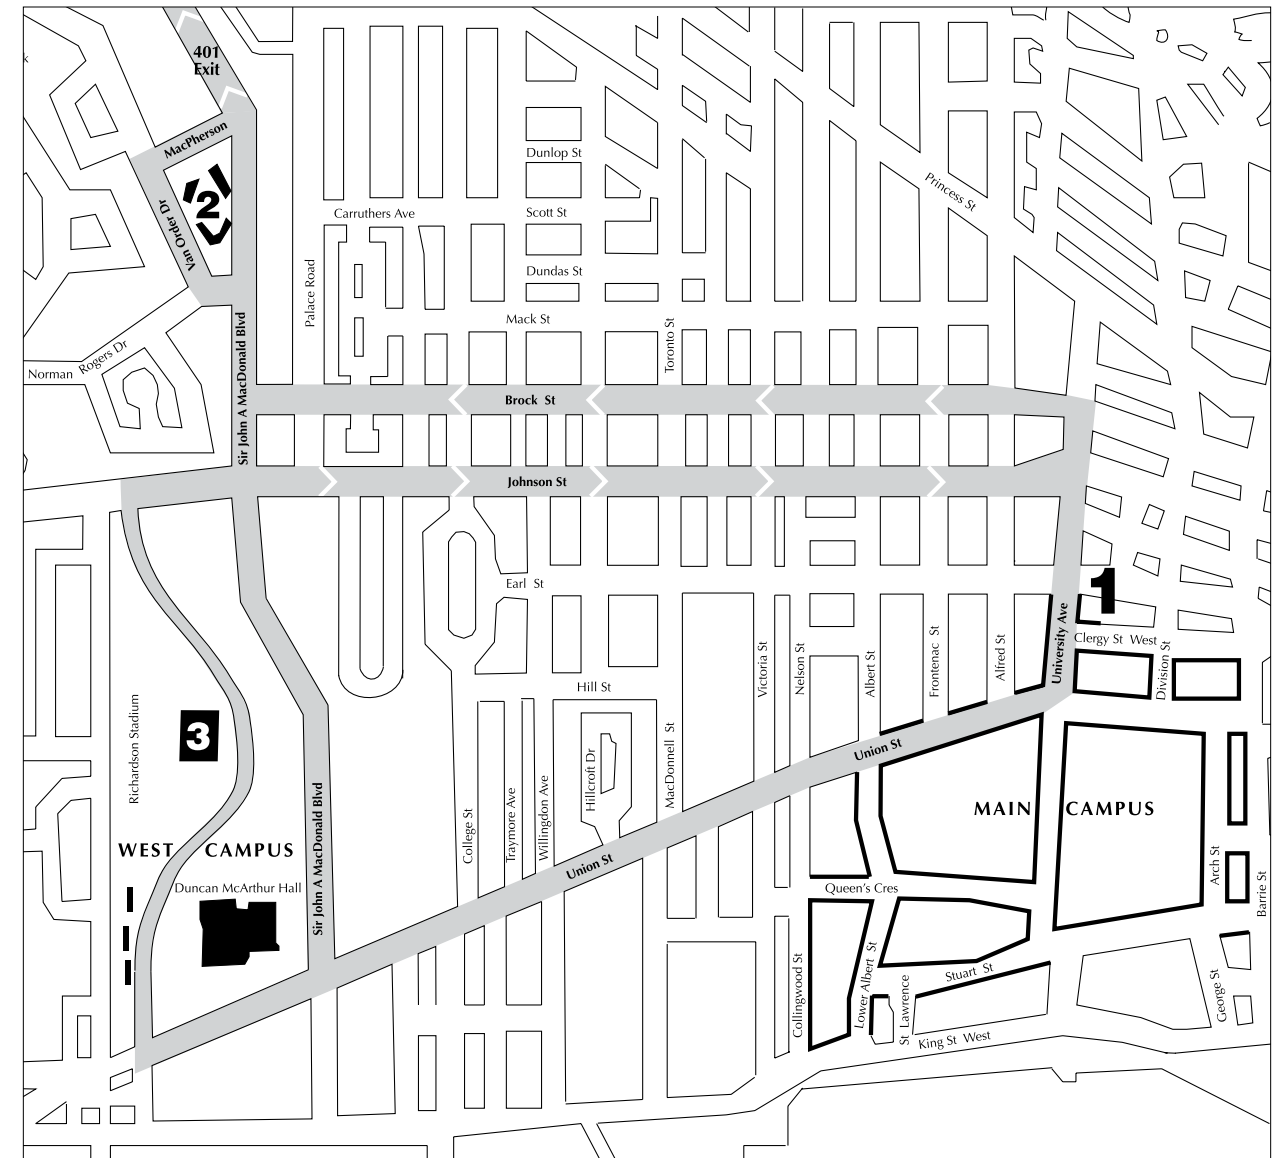 401
Exit
MacPherson
2
Van Order Dr
Dunlop St
Princess St
Carruthers Ave
Scott St
Dundas St
Palace Road
Mack St
Toronto St
Norman Rogers Dr
Sir John A MacDonald Blvd
Brock St
Johnson St
Earl St
1
University Ave
Clergy St West
Division St
Victoria St
Nelson St
Albert St
Frontenac St
Alfred St
Hill St
Richardson Stadium
3
Hillcroft Dr
MacDonnell St
Union St
College St
Traymore Ave
Willingdon Ave
Sir John A MacDonald Blvd
MAIN CAMPUS
WEST CAMPUS
Union St
Arch St
Barrie St
Duncan McArthur Hall
Queen's Cres
Collingwood St
Lower Albert St
St Lawrence
Stuart St
George St
King St West